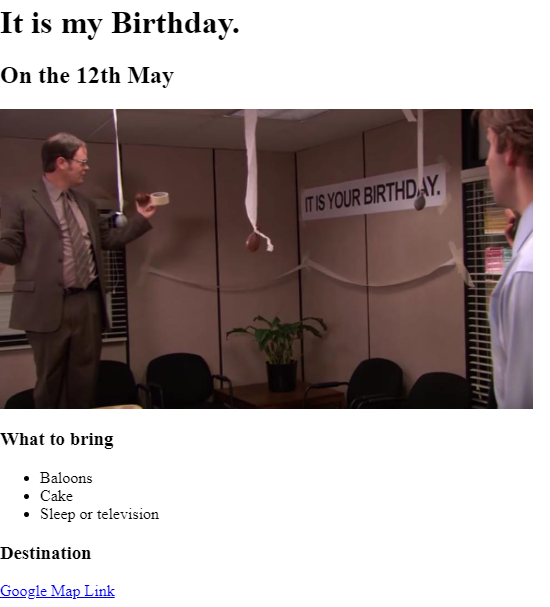 It is my Birthday.
On the 12th May
IT IS YOUR BIRTHDAY.
What to bring
Baloons
Cake
Sleep or television
Destination
Google Map Link